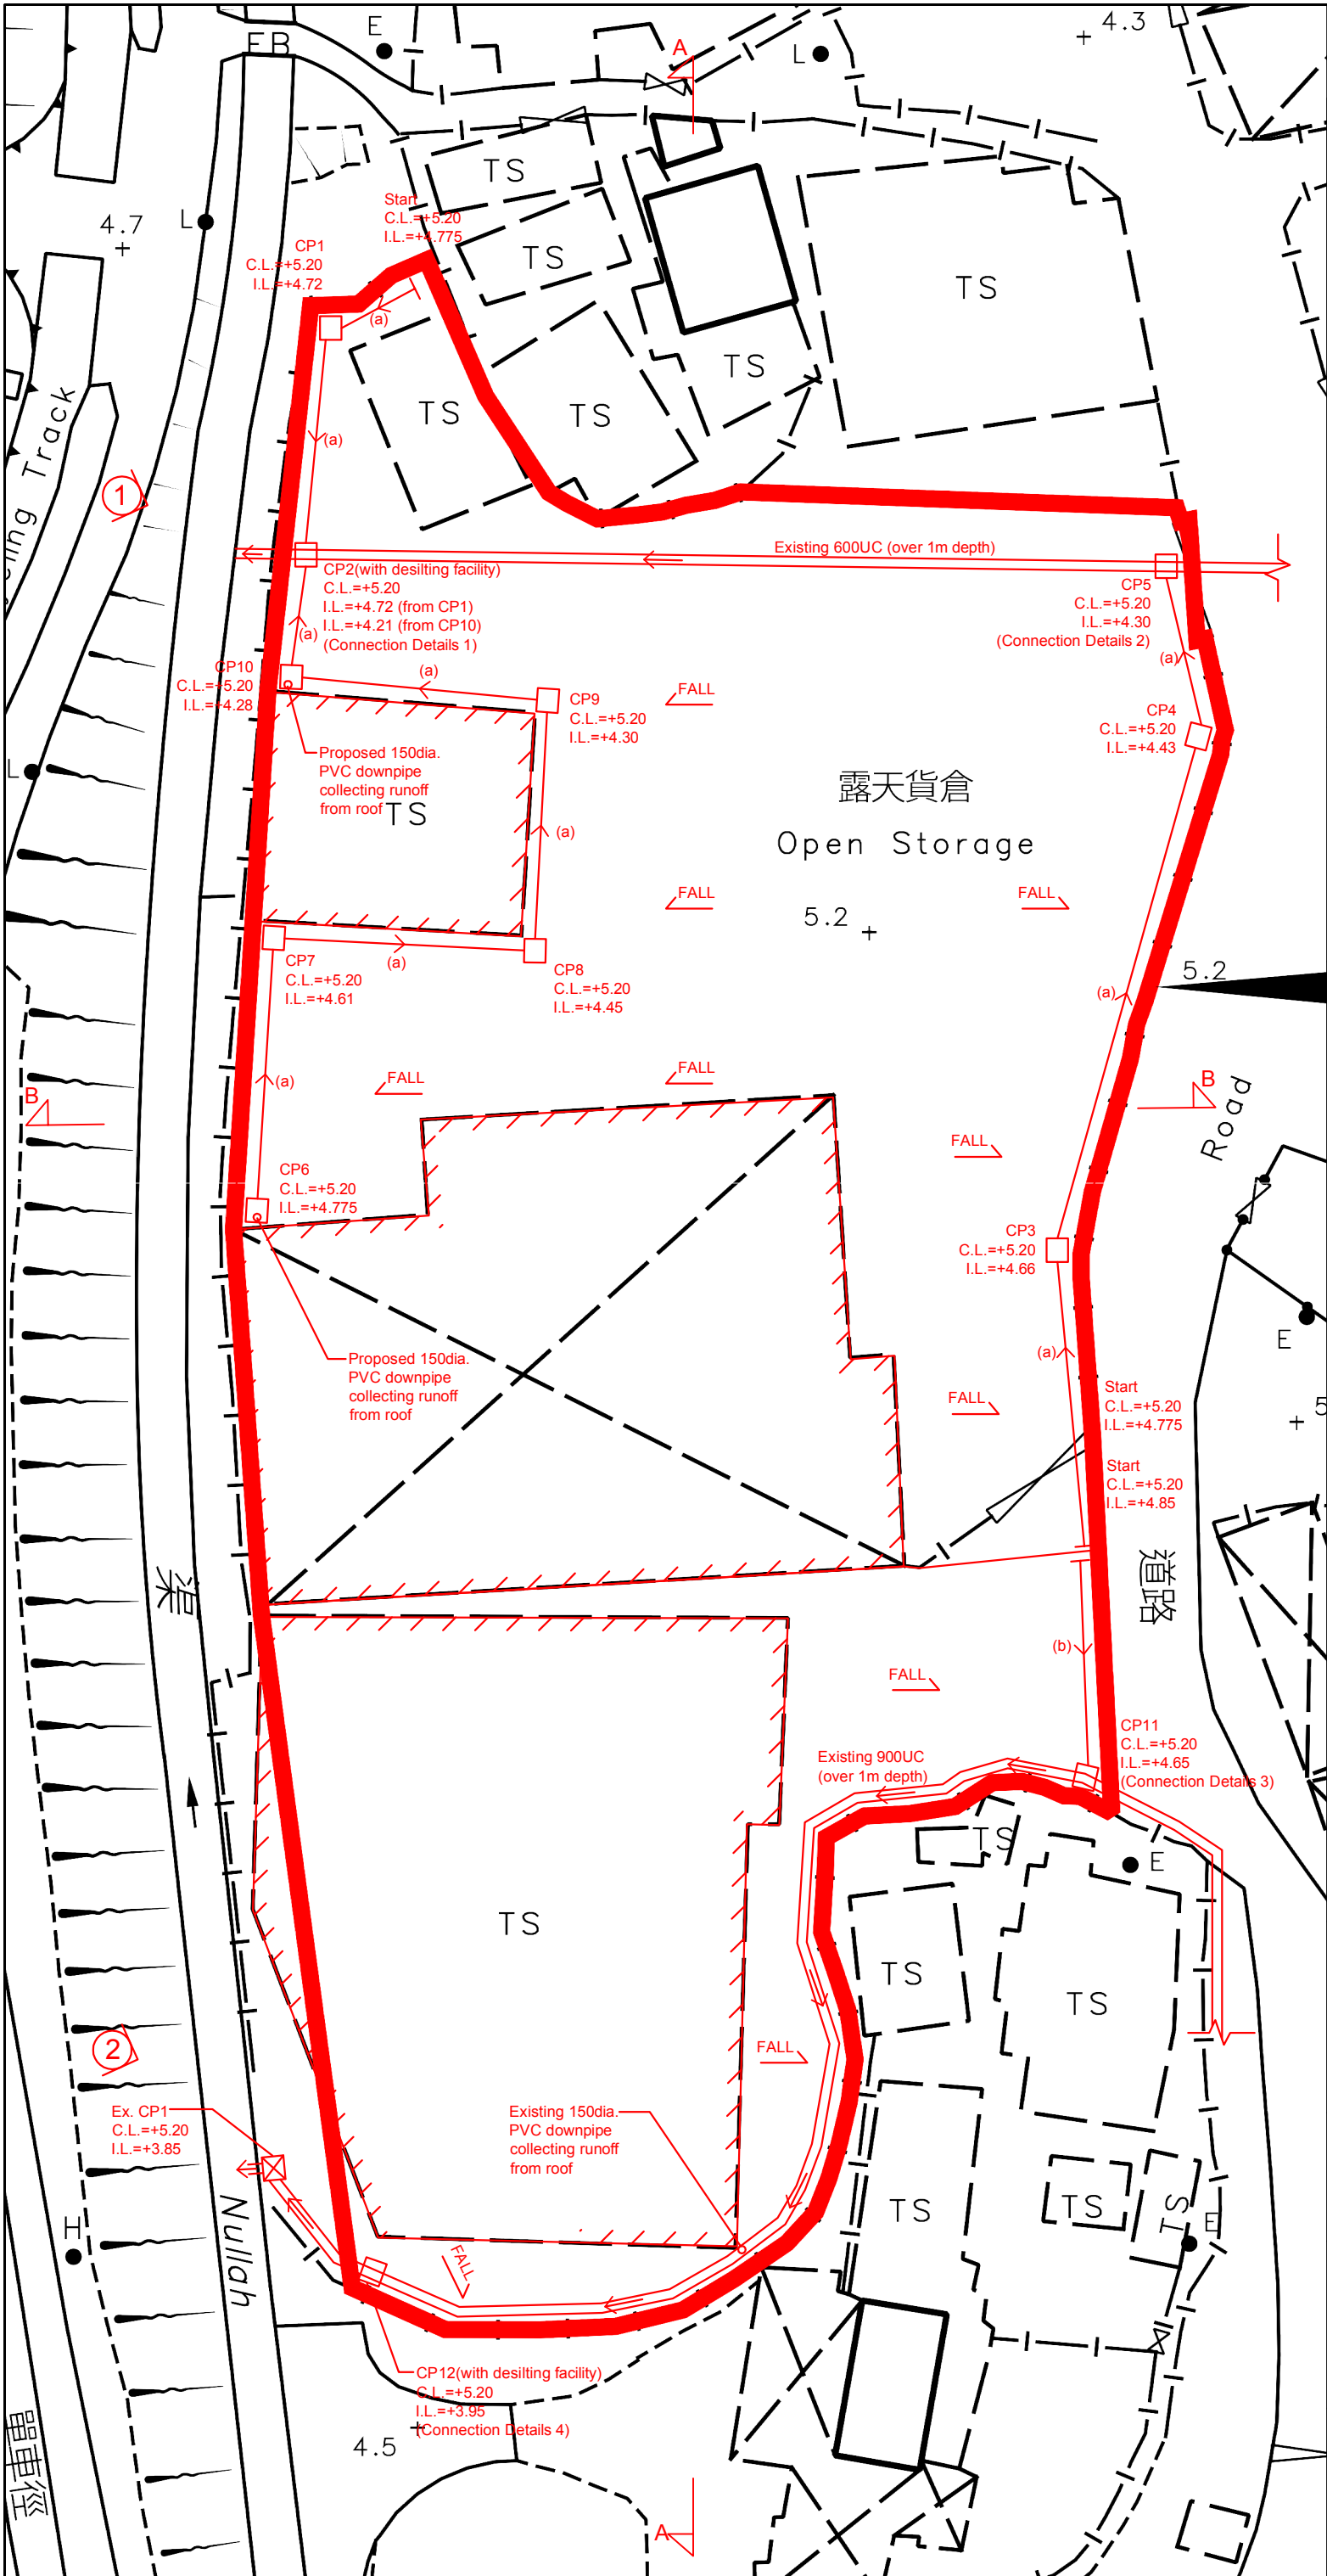 FB
E
A
L
4.3
TS
4.7
L
Start
C.L.=+5.20
I.L.=+4.775
CP1
C.L.=+5.20
I.L.=+4.72
TS
TS
(a)
TS
TS
TS
Track
1
(a)
Existing 600UC (over 1m depth)
CP2(with desilting facility)
C.L.=+5.20
I.L.=+4.72 (from CP1)
I.L.=+4.21 (from CP10)
(Connection Details 1)
(a)
CP5
C.L.=+5.20
I.L.=+4.30
(Connection Details 2)
(a)
CP10
C.L.=+5.20
I.L.=+4.28
(a)
CP9
C.L.=+5.20
I.L.=+4.30
FALL
CP4
C.L.=+5.20
I.L.=+4.43
L
Proposed 150dia.
PVC downpipe
collecting runoff
from roof
TS
(a)
露天貨倉
Open Storage
FALL
FALL
5.2
CP7
C.L.=+5.20
I.L.=+4.61
(a)
CP8
C.L.=+5.20
I.L.=+4.45
5.2
(a)
B
(a)
FALL
FALL
B
Road
FALL
CP6
C.L.=+5.20
I.L.=+4.775
CP3
C.L.=+5.20
I.L.=+4.66
E
Proposed 150dia.
PVC downpipe
collecting runoff
from roof
(a)
FALL
Start
C.L.=+5.20
I.L.=+4.775
5
Start
C.L.=+5.20
I.L.=+4.85
渠
道路
(b)
FALL
CP11
C.L.=+5.20
I.L.=+4.65
(Connection Details 3)
Existing 900UC
(over 1m depth)
TS
E
TS
TS
TS
2
FALL
Ex. CP1
C.L.=+5.20
I.L.=+3.85
Existing 150dia.
PVC downpipe
collecting runoff
from roof
Nullah
H
TS
TS
TS
E
FALL
CP12(with desilting facility)
C.L.=+5.20
I.L.=+3.95
(Connection Details 4)
4.5
單車徑
A